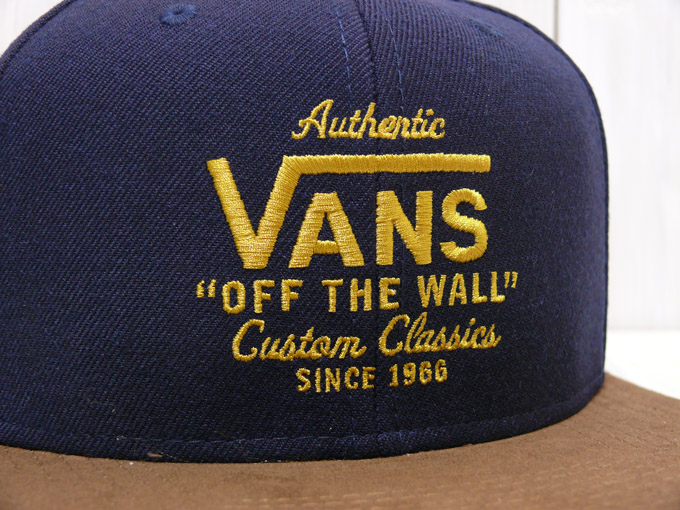 Authentic
VANS
"OFF THE WALL"
Custom Classics
SINCE 1966